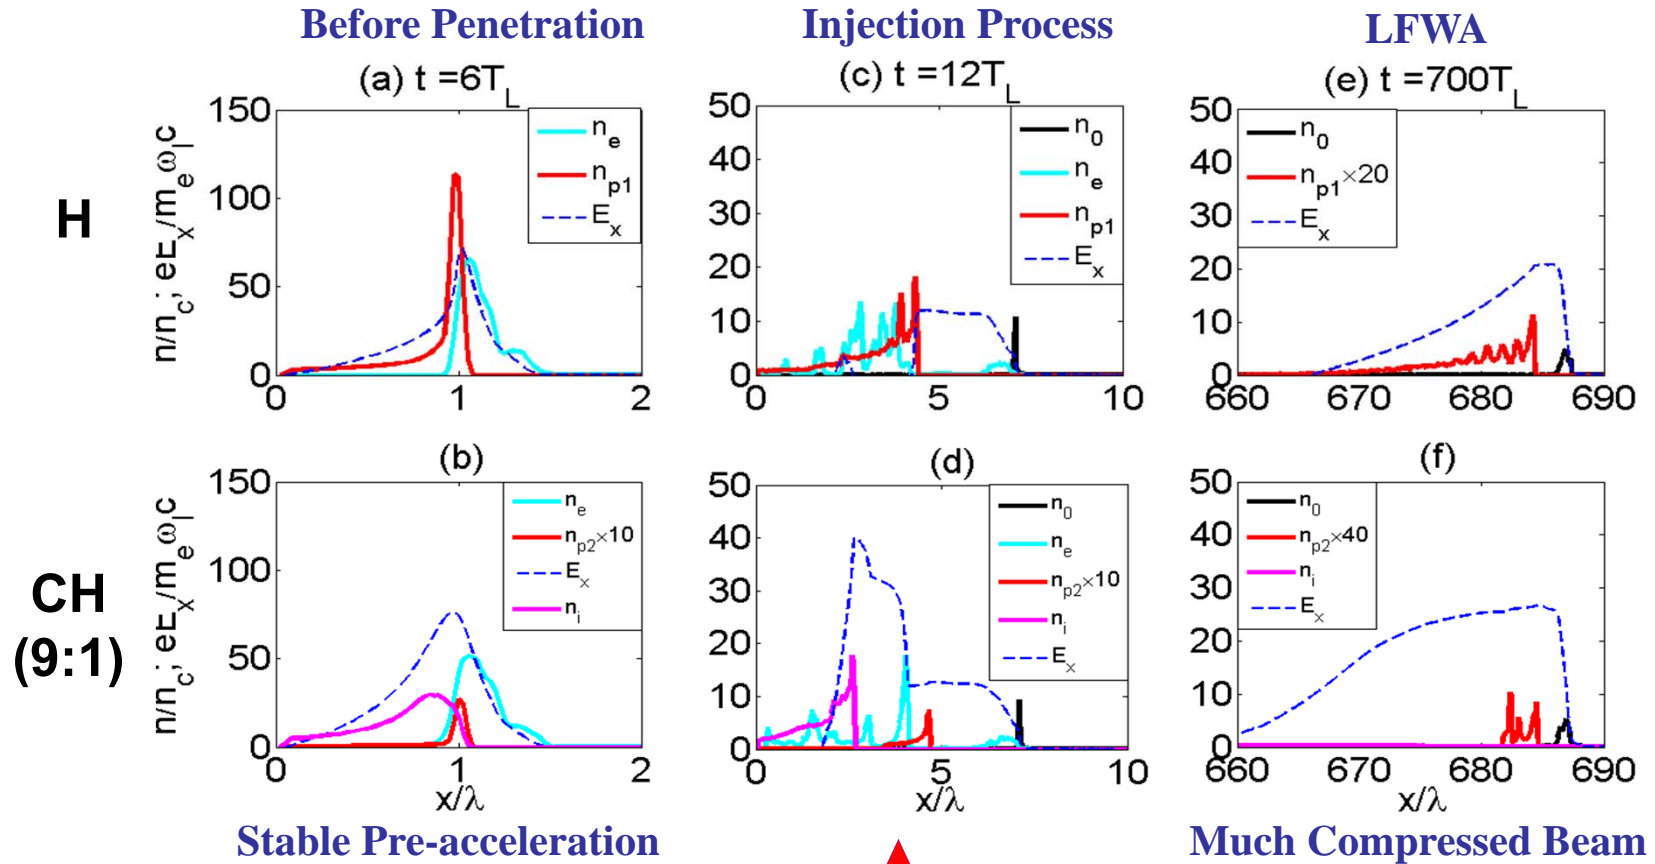 Before Penetration
Injection Process
LFWA
(a) t =6T_L
(c) t =12T_L
(e) t =700T_L
H
n/n_c; eE_x/m_eω_lc
150
100
50
0
0 1 2
n_e
n_p1
E_x
50
40
30
20
10
0
0 5 10
n_0
n_e
n_p1
E_x
50
40
30
20
10
0
660 670 680 690
n_0
n_p1×20
E_x
CH
(9:1)
(b)
(d)
(f)
n/n_c; eE_x/m_eω_lc
150
100
50
0
0 1 2
x/λ
n_e
n_p2×10
E_x
n_i
50
40
30
20
10
0
0 5 10
x/λ
n_0
n_e
n_p2×10
n_i
E_x
50
40
30
20
10
0
660 670 680 690
x/λ
n_0
n_p2×40
n_i
E_x
Stable Pre-acceleration
Much Compressed Beam